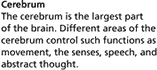 Cerebrum
The cerebrum is the largest part
of the brain. Different areas of the
cerebrum control such functions as
movement, the senses, speech, and
abstract thought.